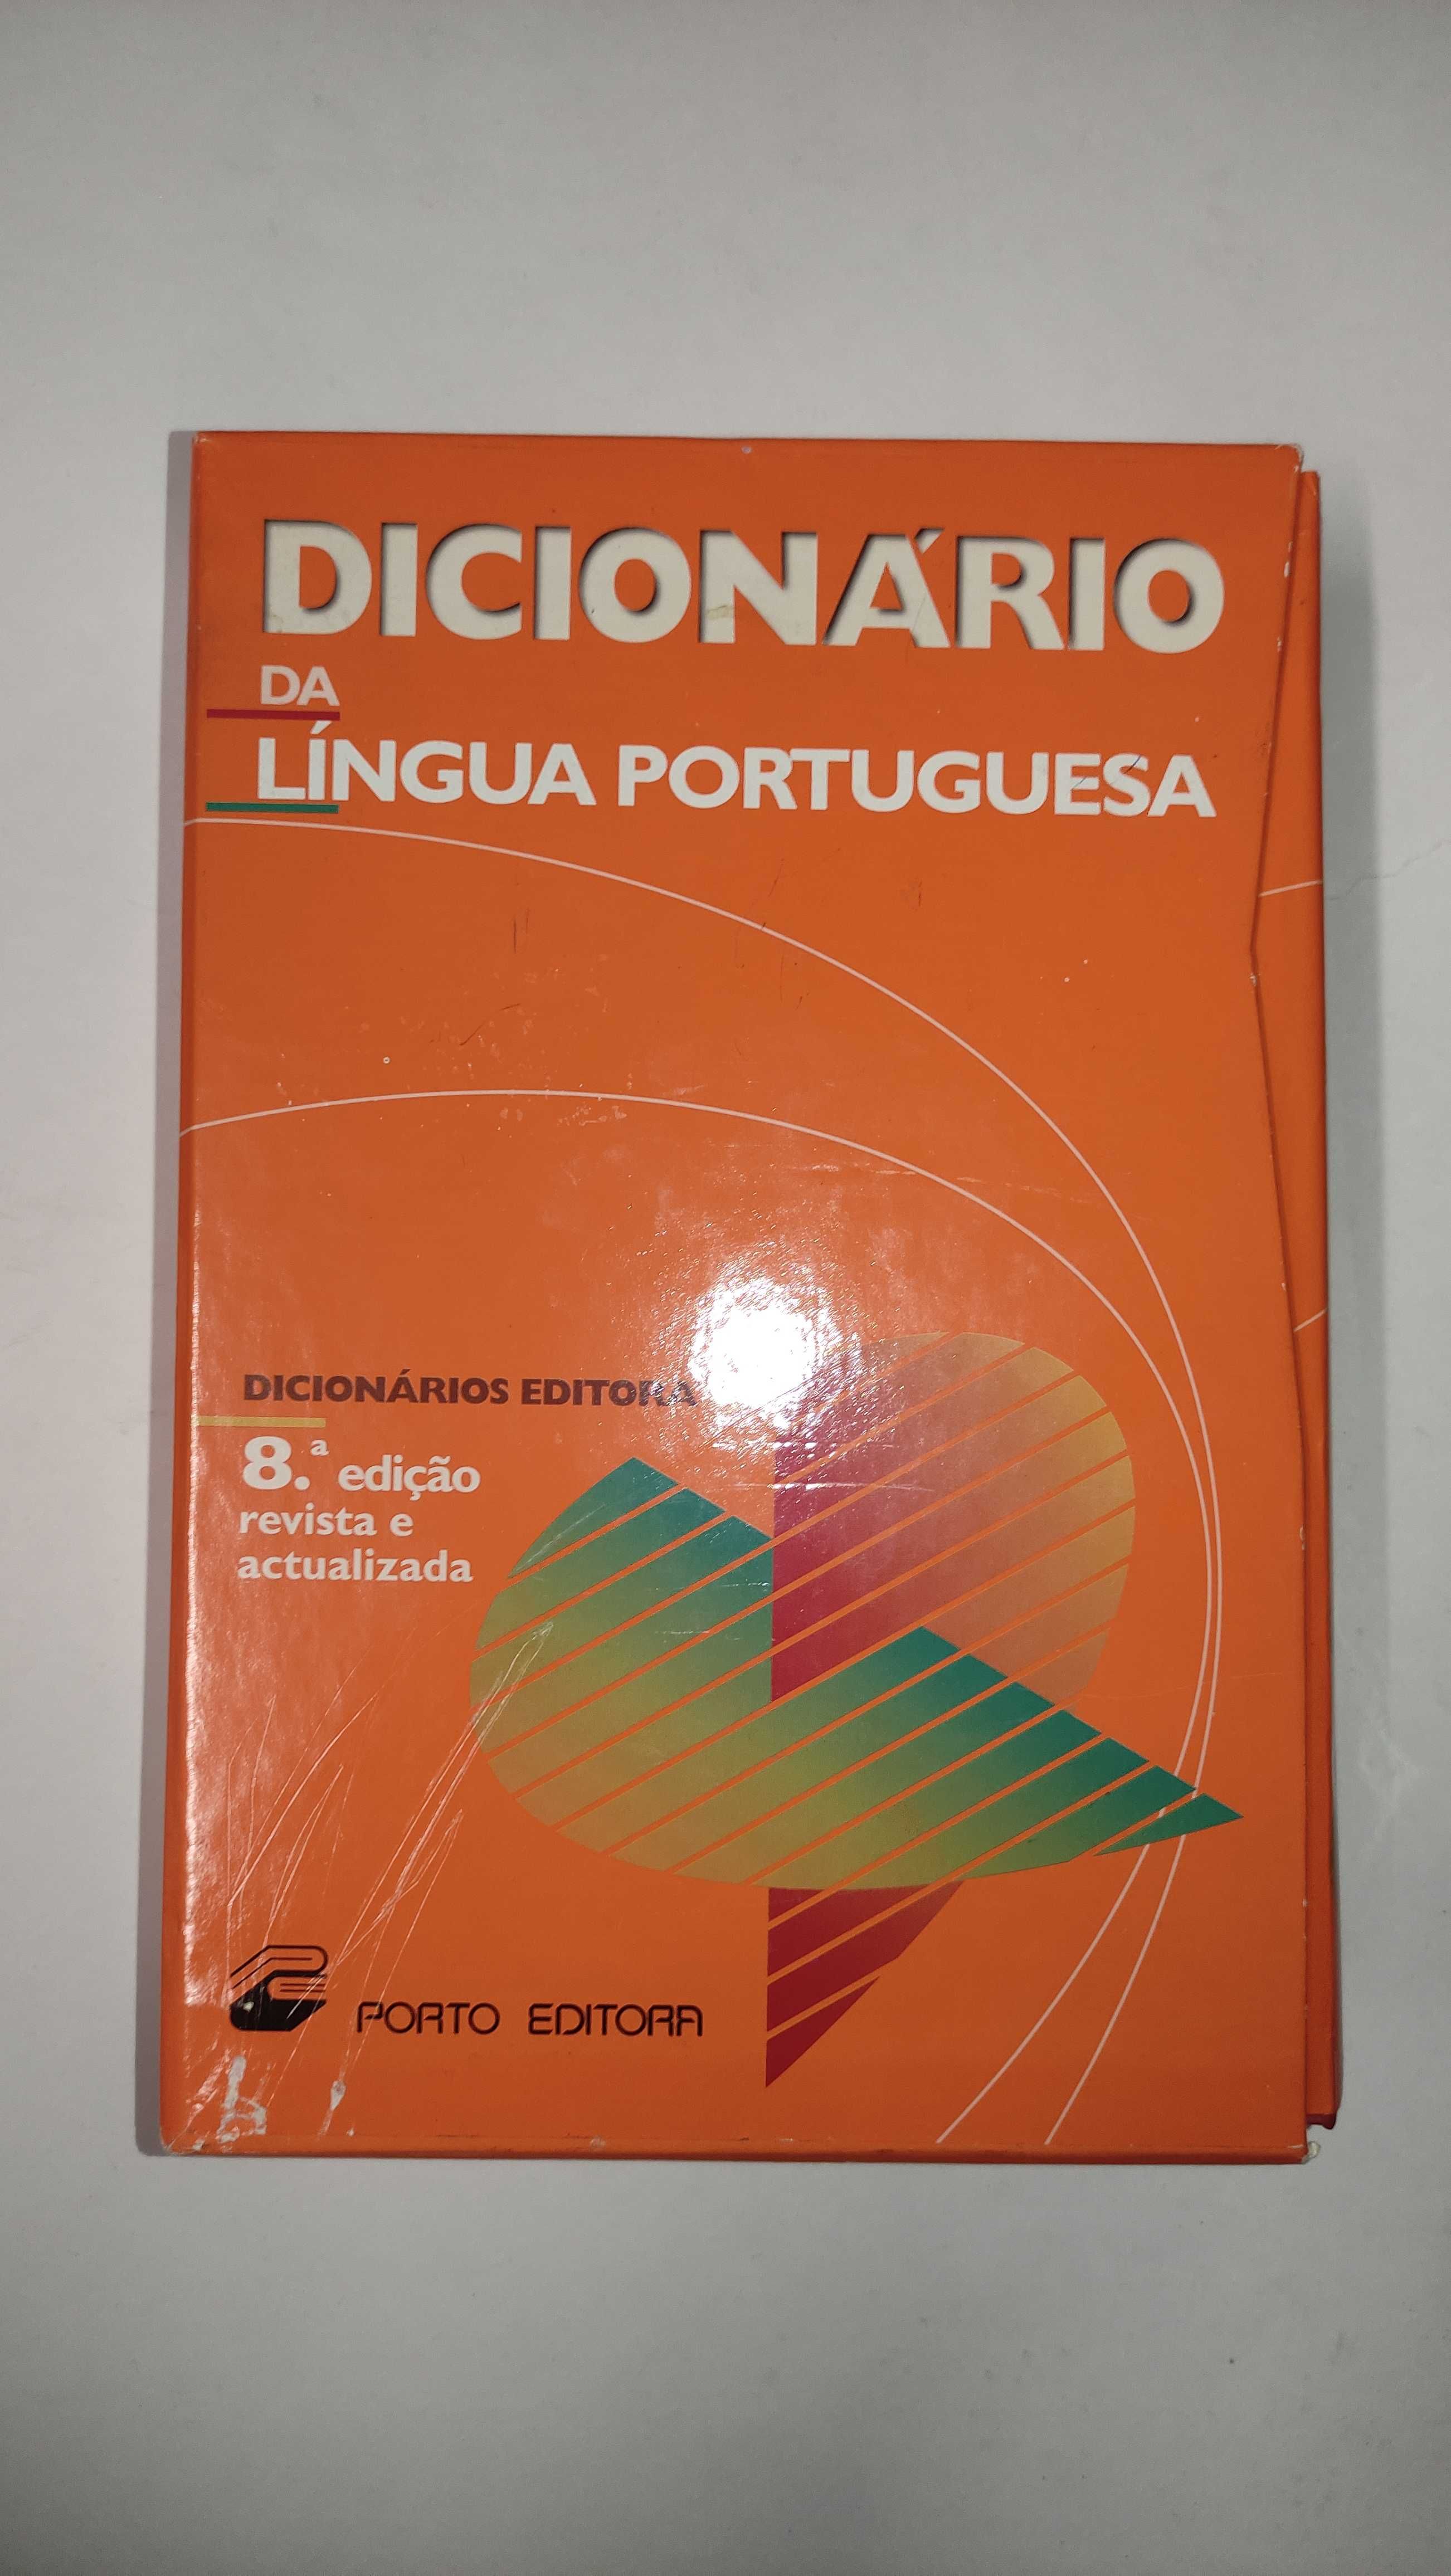 DICIONÁRIO
DA
LÍNGUA PORTUGUESA
DICIONÁRIOS EDITORA
8.ª edição
revista e
actualizada
PORTO EDITORA